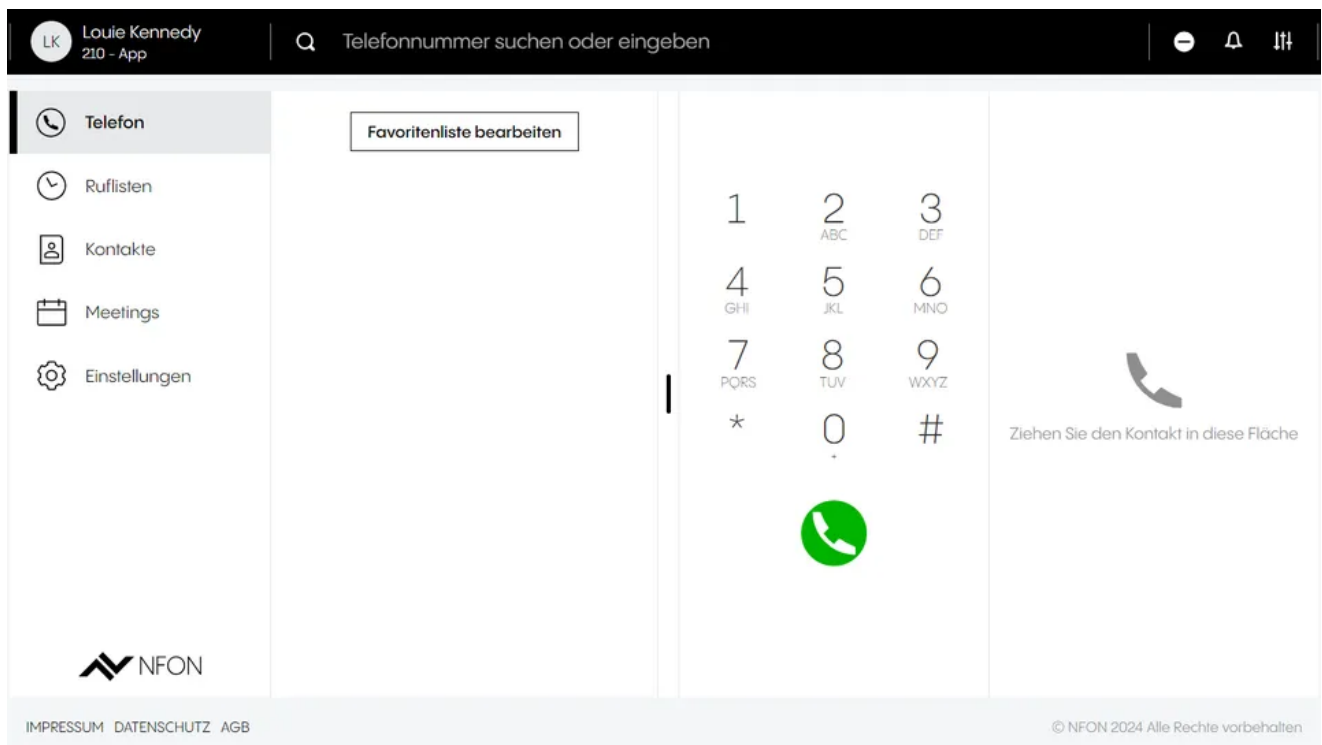 LK
Louie Kennedy
210 - App
Telefonnummer suchen oder eingeben
Telefon
Ruflisten
Kontakte
Meetings
Einstellungen
NFON
Favoritenliste bearbeiten
1 2 3
ABC DEF
4 5 6
GHI JKL MNO
7 8 9
PQRS TUV WXYZ
* 0 #
+
Ziehen Sie den Kontakt in diese Fläche
IMPRESSUM DATENSCHUTZ AGB
© NFON 2024 Alle Rechte vorbehalten